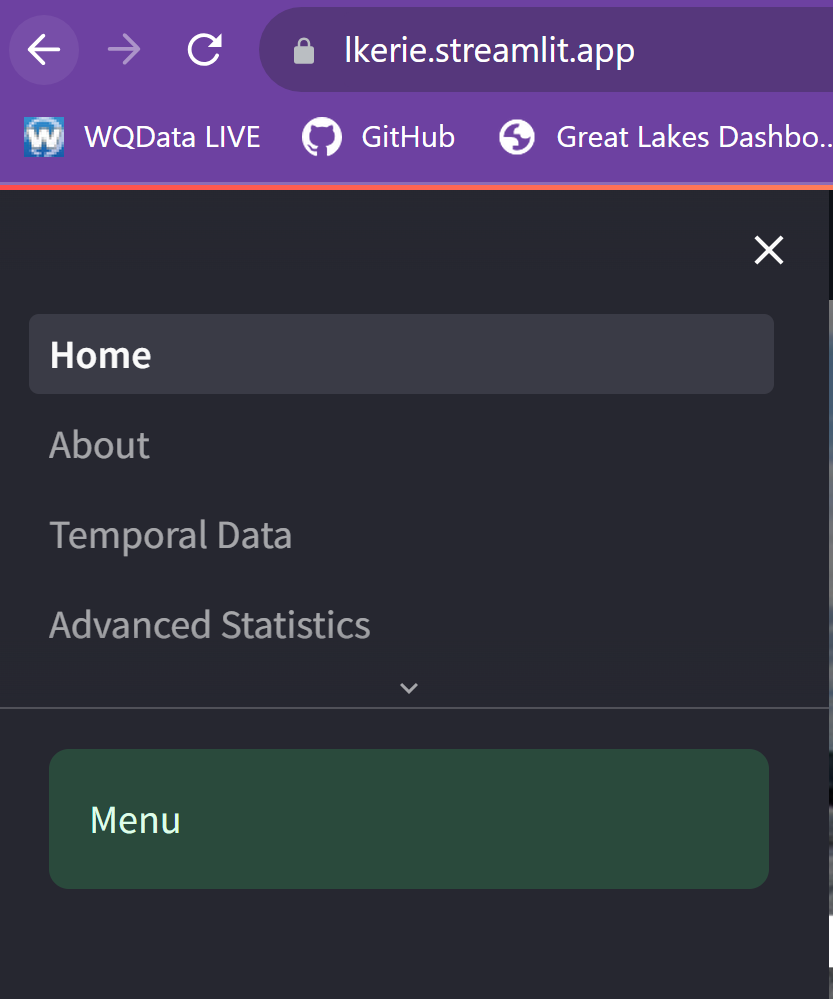 lkerie.streamlit.app
WQData LIVE GitHub Great Lakes Dashbo...
Home
About
Temporal Data
Advanced Statistics
Menu